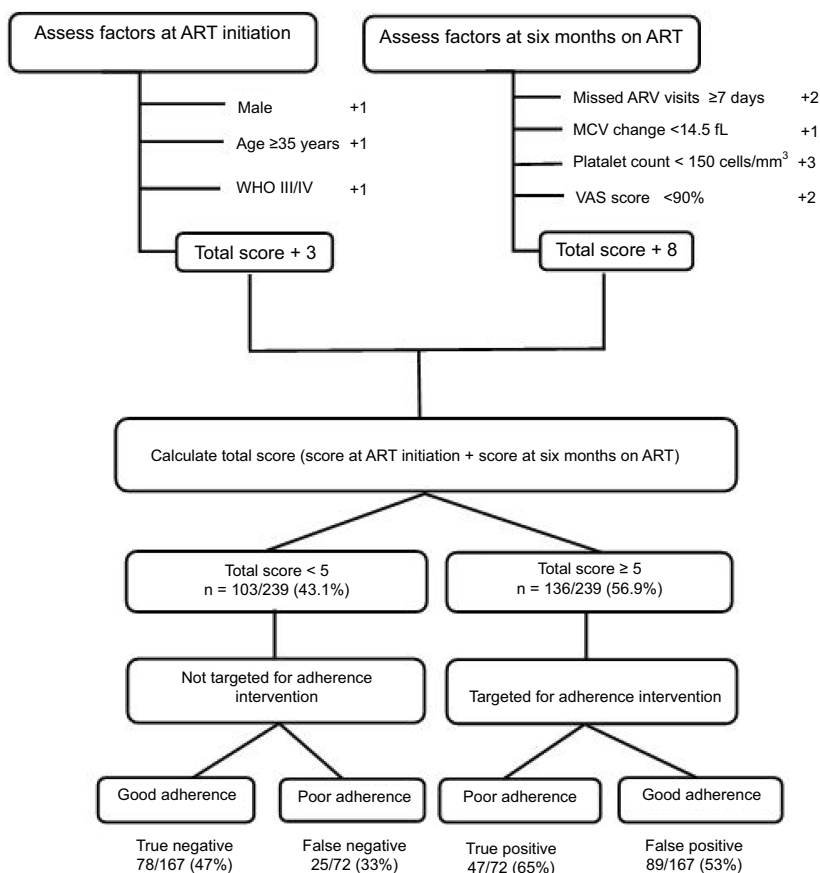 Assess factors at ART initiation
Male +1
Age ≥35 years +1
WHO III/IV +1
Total score + 3
Assess factors at six months on ART
Missed ARV visits ≥7 days +2
MCV change <14.5 fL +1
Platalet count < 150 cells/mm³ +3
VAS score <90% +2
Total score + 8
Calculate total score (score at ART initiation + score at six months on ART)
Total score < 5
n = 103/239 (43.1%)
Total score ≥ 5
n = 136/239 (56.9%)
Not targeted for adherence
intervention
Targeted for adherence intervention
Good adherence
True negative
78/167 (47%)
Poor adherence
False negative
25/72 (33%)
Poor adherence
True positive
47/72 (65%)
Good adherence
False positive
89/167 (53%)